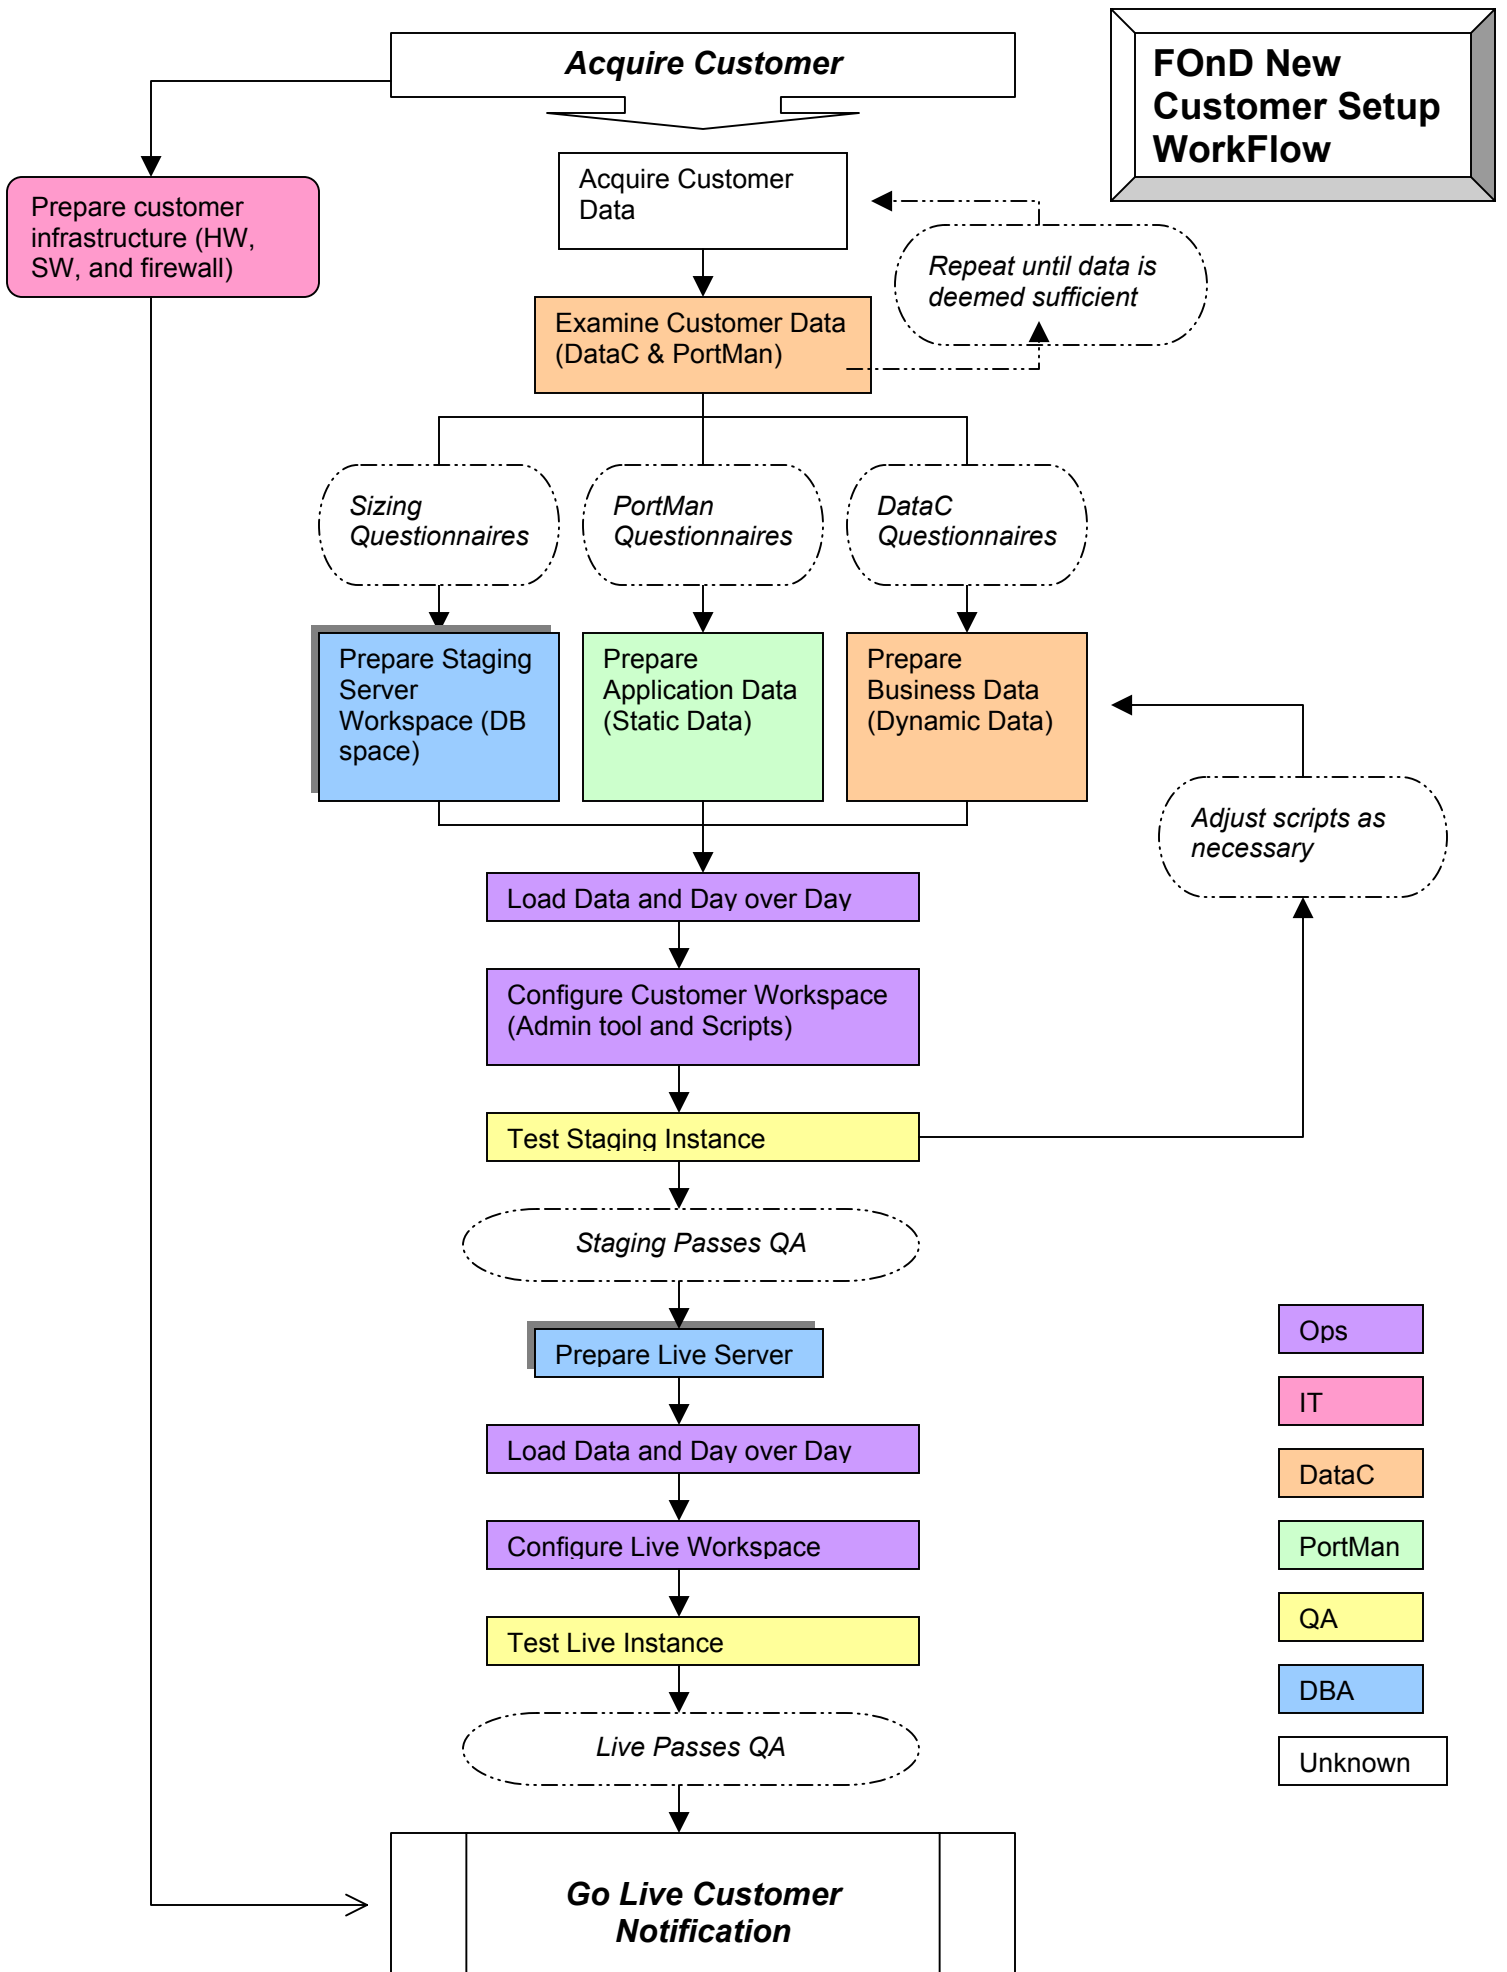 Acquire Customer
FOnD New
Customer Setup
WorkFlow
Acquire Customer
Data
Prepare customer
infrastructure (HW,
SW, and firewall)
Repeat until data is
deemed sufficient
Examine Customer Data
(DataC & PortMan)
Sizing
Questionnaires
PortMan
Questionnaires
DataC
Questionnaires
Prepare Staging
Server
Workspace (DB
space)
Prepare
Application Data
(Static Data)
Prepare
Business Data
(Dynamic Data)
Adjust scripts as
necessary
Load Data and Day over Day
Configure Customer Workspace
(Admin tool and Scripts)
Test Staging Instance
Staging Passes QA
Prepare Live Server
Load Data and Day over Day
Configure Live Workspace
Test Live Instance
Live Passes QA
Go Live Customer
Notification
Ops
IT
DataC
PortMan
QA
DBA
Unknown